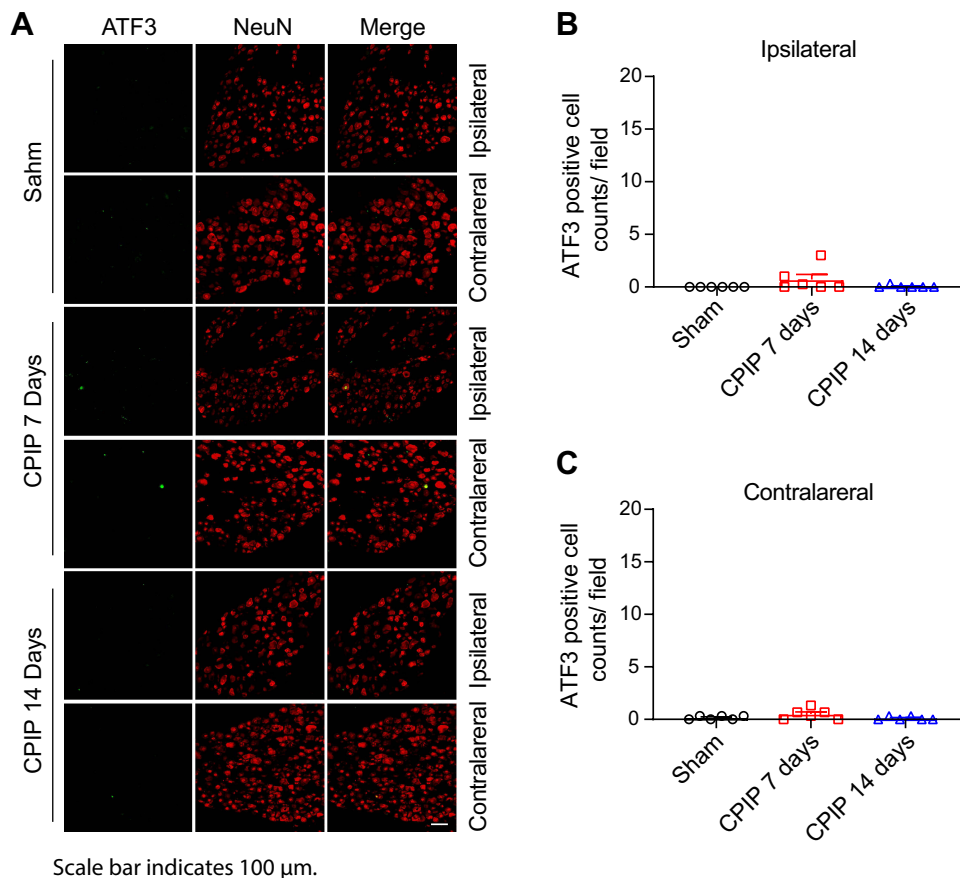 A
ATF3 NeuN Merge
Sahm
Ipsilateral
Contralareral
CPIP 7 Days
Ipsilateral
Contralareral
CPIP 14 Days
Ipsilateral
Contralareral
Scale bar indicates 100 µm.
B
Ipsilateral
ATF3 positive cell
counts/ field
20
15
10
5
0
Sham
CPIP 7 days
CPIP 14 days
C
Contralareral
ATF3 positive cell
counts/ field
20
15
10
5
0
Sham
CPIP 7 days
CPIP 14 days